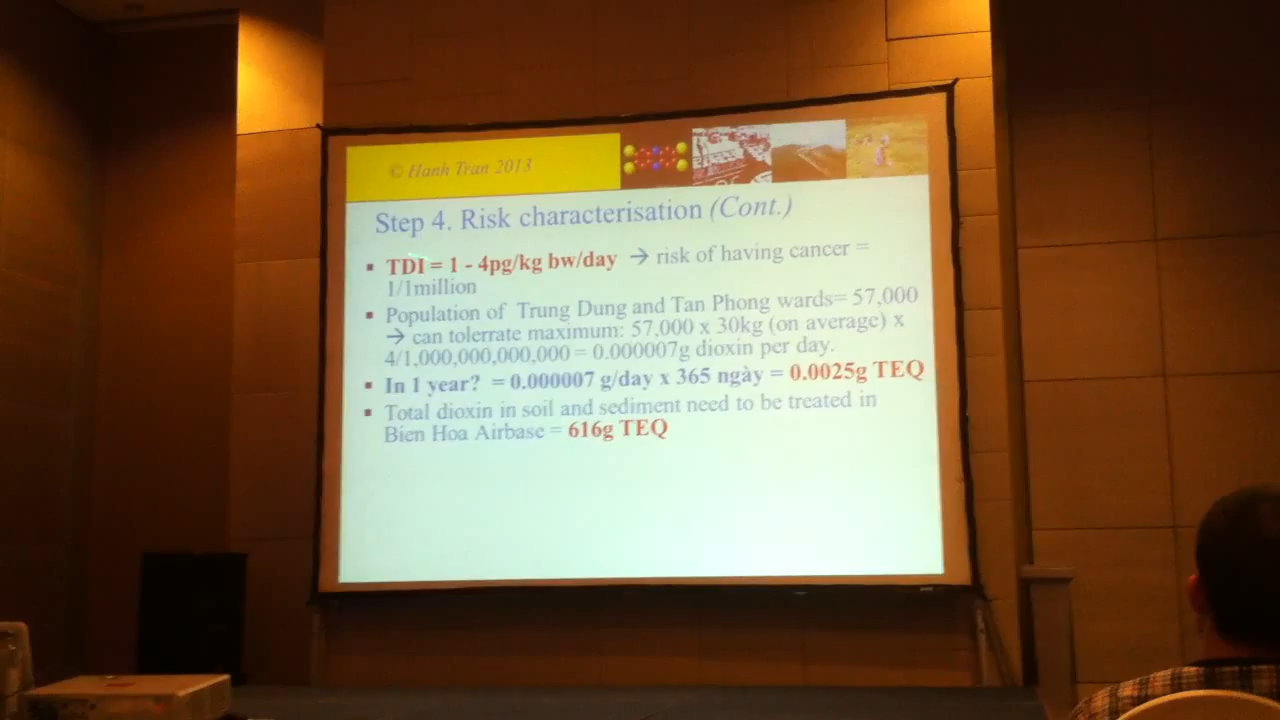 © Hanh Tran 2013
Step 4. Risk characterisation (Cont.)
▪ TDI = 1 - 4pg/kg bw/day → risk of having cancer =
1/1million
▪ Population of Trung Dung and Tan Phong wards= 57,000
→ can tolerrate maximum: 57,000 x 30kg (on average) x
4/1,000,000,000,000 = 0.000007g dioxin per day.
▪ In 1 year? = 0.000007 g/day x 365 ngày = 0.0025g TEQ
▪ Total dioxin in soil and sediment need to be treated in
Bien Hoa Airbase = 616g TEQ